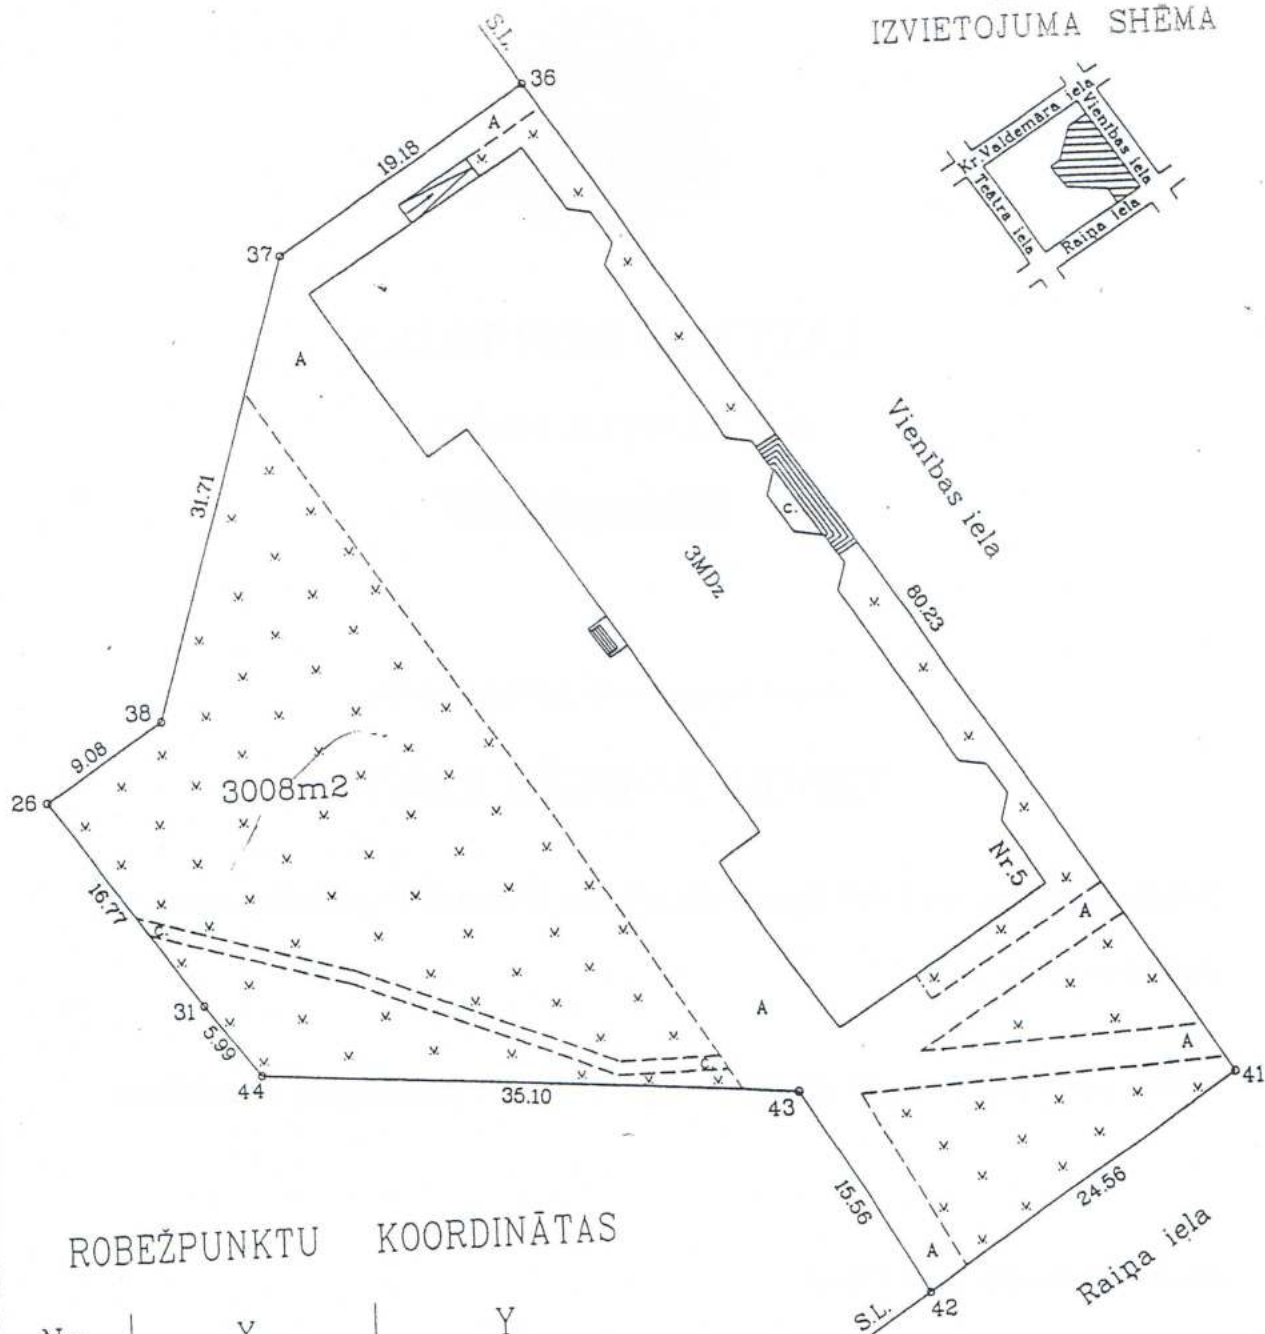 IZVIETOJUMA SHĒMA
S.L.
36
A
19.18
Kr.Valdemāra iela
Vienības iela
Teātra iela
Raiņa iela
37
A
31.71
Vienības iela
3MDz
80.23
38
9.08
3008m2
26
Nr.5
16.77
A
C.
31
A
5.99
A
C.
44
35.10
43
41
15.56
24.56
A
Raiņa iela
42
S.L.
ROBEŽPUNKTU KOORDINĀTAS
Y